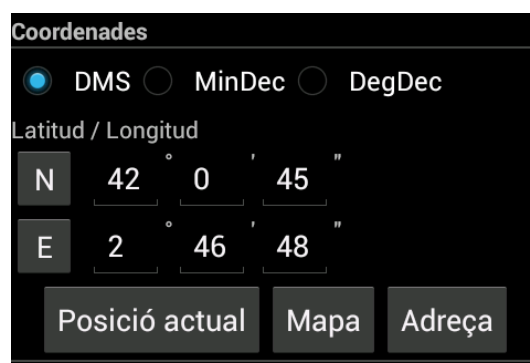 Coordenades
DMS MinDec DegDec
Latitud / Longitud
N 42 ° 0 ' 45 "
E 2 ° 46 ' 48 "
Posició actual Mapa Adreça